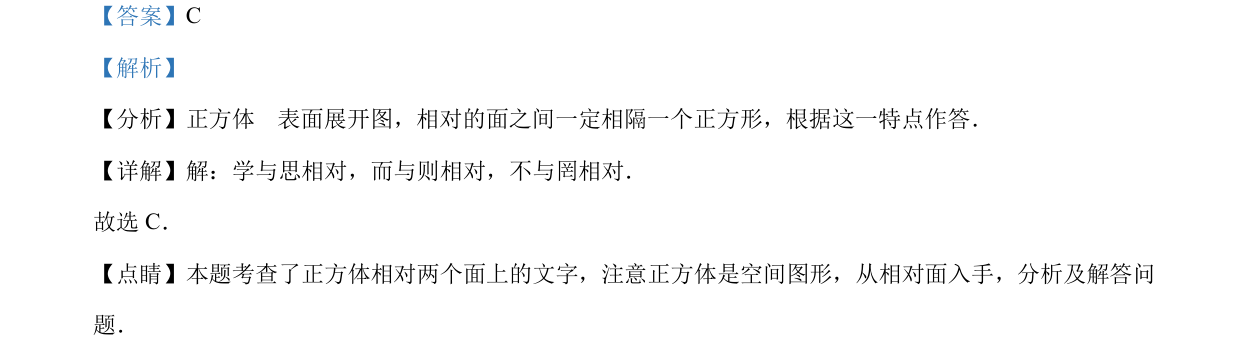 【答案】C
【解析】
【分析】正方体 表面展开图，相对的面之间一定相隔一个正方形，根据这一特点作答．
【详解】解：学与思相对，而与则相对，不与罔相对．
故选 C．
【点睛】本题考查了正方体相对两个面上的文字，注意正方体是空间图形，从相对面入手，分析及解答问
题．